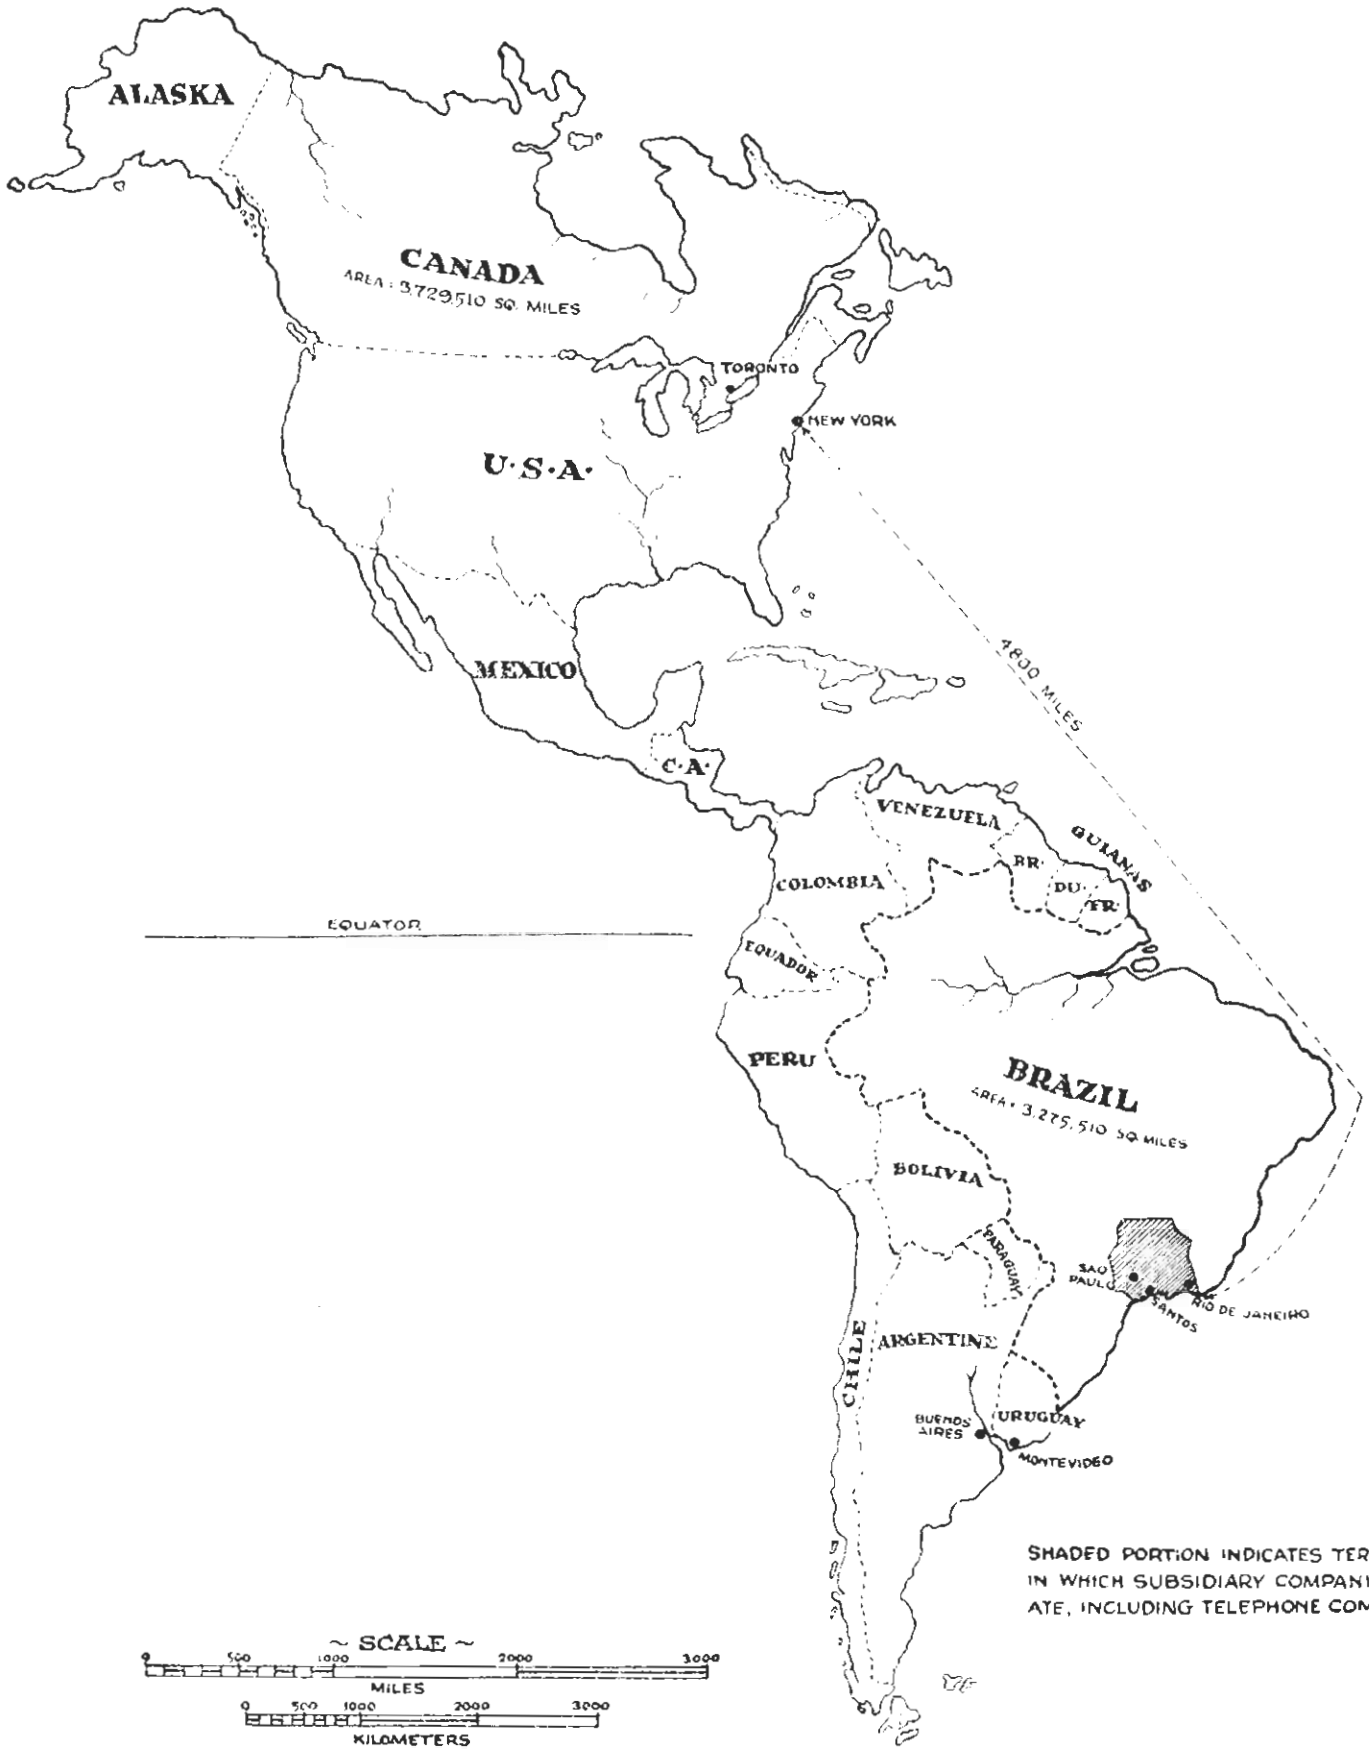 ALASKA
CANADA
AREA = 3,729,510 SQ. MILES
TORONTO
NEW YORK
U·S·A·
4800 MILES
MEXICO
C·A·
VENEZUELA
GUIANAS
BR·
DU·
FR·
COLOMBIA
EQUATOR
EQUADOR
PERU
BRAZIL
AREA = 3,275,510 SQ MILES
BOLIVIA
PARAGUAY
SAO
PAULO
SANTOS
RIO DE JANEIRO
CHILE
ARGENTINE
BUENOS
AIRES
URUGUAY
MONTEVIDEO
SHADED PORTION INDICATES TER
IN WHICH SUBSIDIARY COMPANI
ATE, INCLUDING TELEPHONE COM
~ SCALE ~
0 500 1000 2000 3000
MILES
0 500 1000 2000 3000
KILOMETERS